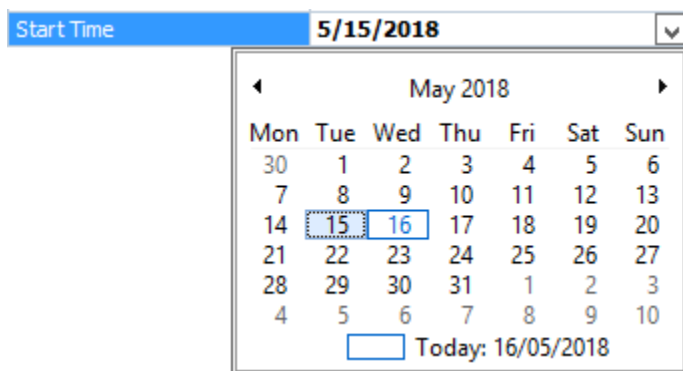 Start Time 5/15/2018
May 2018
Mon Tue Wed Thu Fri Sat Sun
30 1 2 3 4 5 6
7 8 9 10 11 12 13
14 15 16 17 18 19 20
21 22 23 24 25 26 27
28 29 30 31 1 2 3
4 5 6 7 8 9 10
Today: 16/05/2018